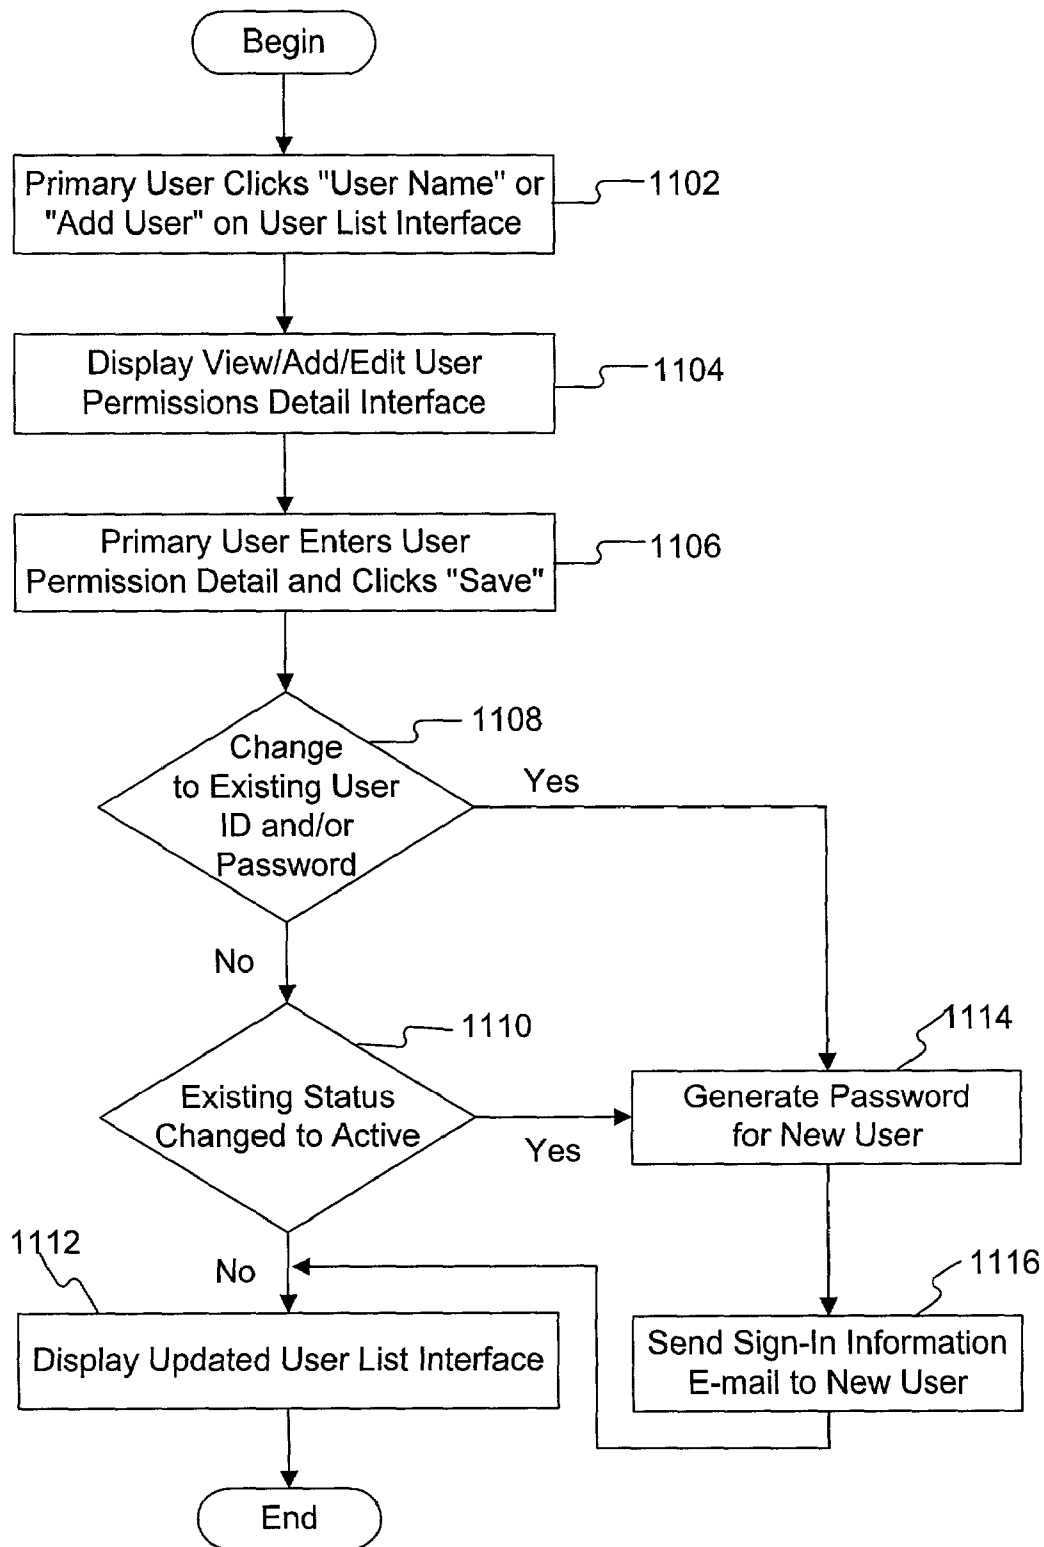 Begin
Primary User Clicks "User Name" or
"Add User" on User List Interface
1102
Display View/Add/Edit User
Permissions Detail Interface
1104
Primary User Enters User
Permission Detail and Clicks "Save"
1106
Change
to Existing User
ID and/or
Password
1108
Yes
No
Existing Status
Changed to Active
1110
Yes
Generate Password
for New User
1114
No
1112
Display Updated User List Interface
Send Sign-In Information
E-mail to New User
1116
End